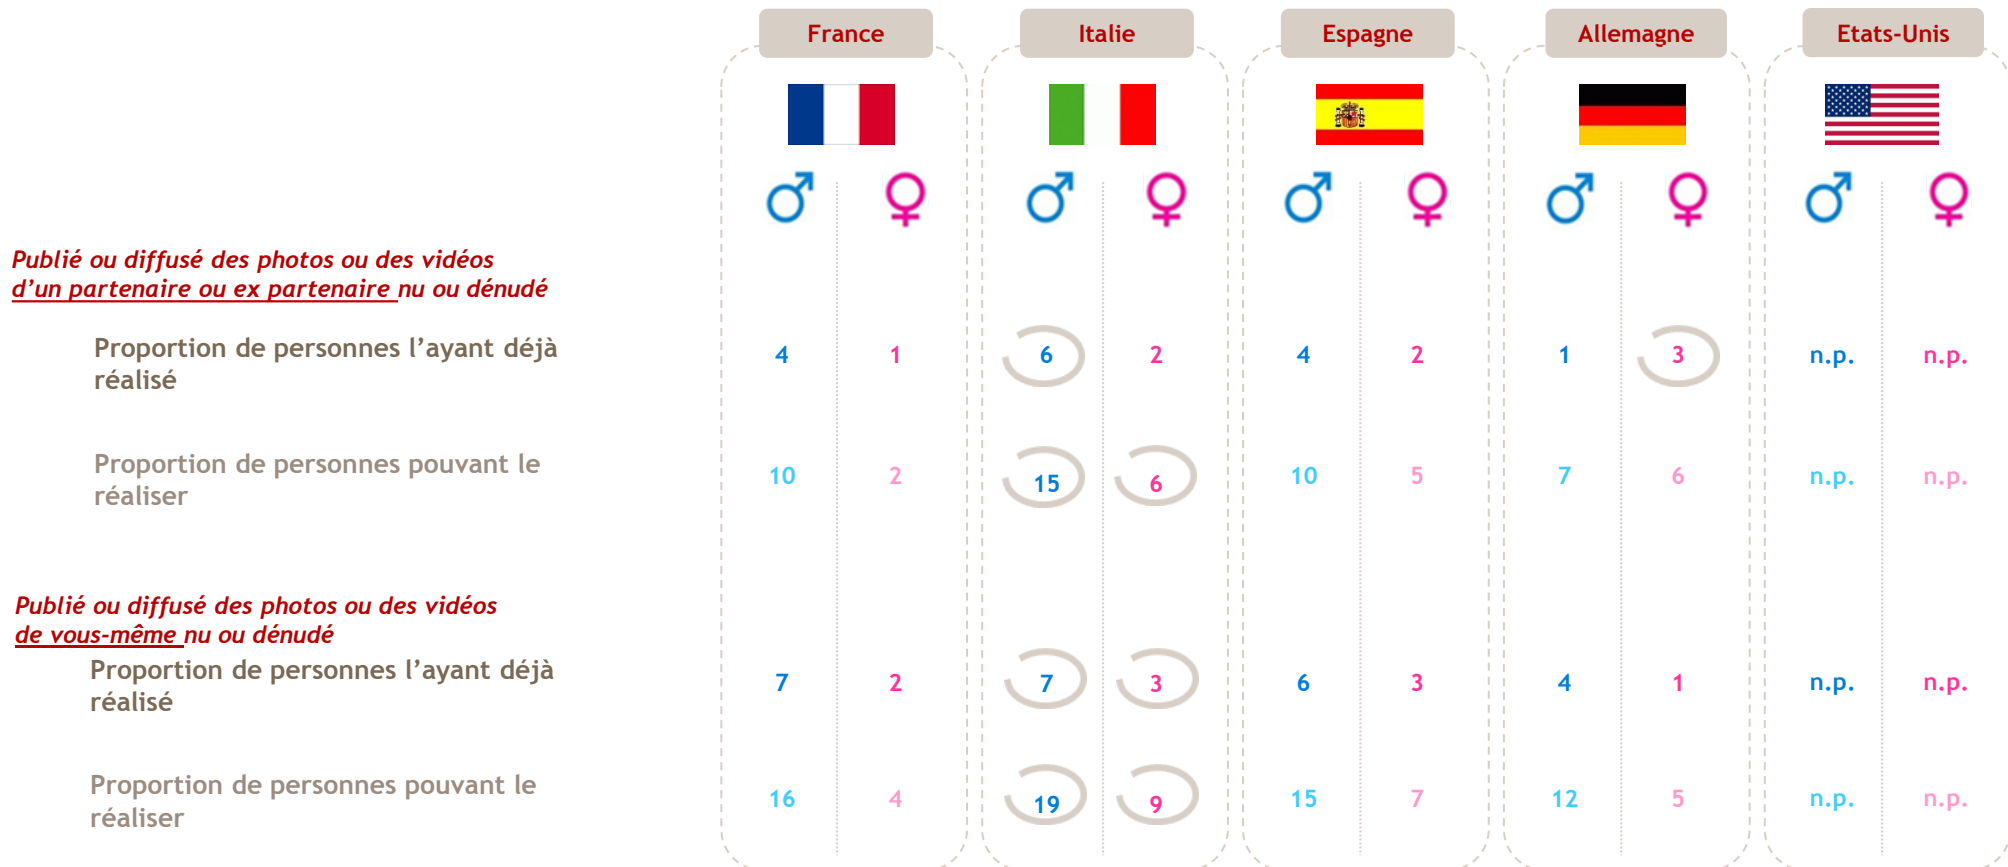 France Italie Espagne Allemagne Etats-Unis
Publié ou diffusé des photos ou des vidéos
d’un partenaire ou ex partenaire nu ou dénudé
Proportion de personnes l’ayant déjà
réalisé
4 1 6 2 4 2 1 3 n.p. n.p.
Proportion de personnes pouvant le
réaliser
10 2 15 6 10 5 7 6 n.p. n.p.
Publié ou diffusé des photos ou des vidéos
de vous-même nu ou dénudé
Proportion de personnes l’ayant déjà
réalisé
7 2 7 3 6 3 4 1 n.p. n.p.
Proportion de personnes pouvant le
réaliser
16 4 19 9 15 7 12 5 n.p. n.p.